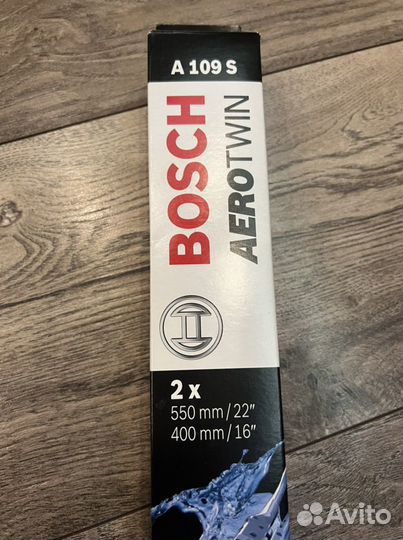 A 109 S
BOSCH
AEROTWIN
2 x
550 mm / 22″
400 mm / 16″
Avito